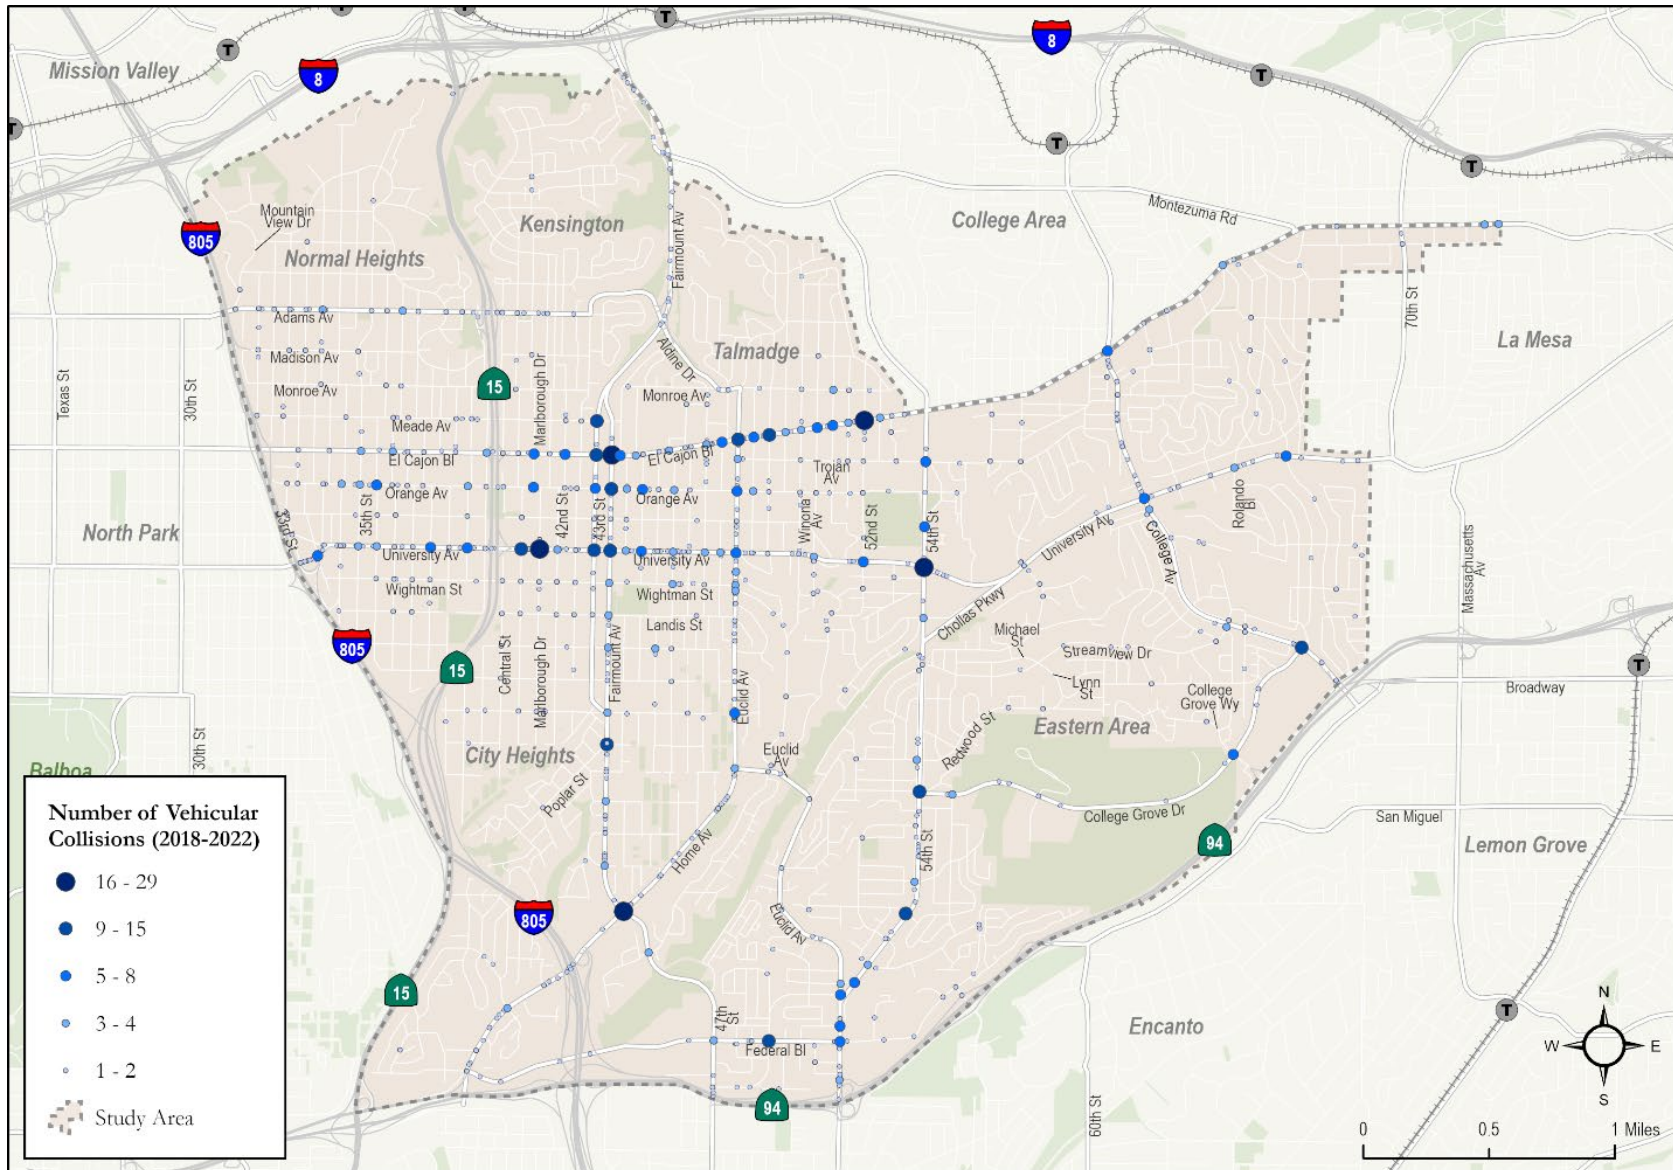 T
T
T
T
8
8
T
Mission Valley
T
T
T
Mountain
View Dr
805
Kensington
Fairmount Av
College Area
Montezuma Rd
Normal Heights
70th St
Adams Av
Madison Av
Aldine Dr
Talmadge
La Mesa
Texas St
30th St
Monroe Av
15
Marlborough Dr
Monroe Av
Meade Av
El Cajon Bl
El Cajon Bl
Trojan
Av
35th St
Orange Av
42nd St
43rd St
Orange Av
Winona
Av
52nd St
54th St
Rolando
Bl
North Park
33rd St
University Av
University Av
University Av
College Av
Massachusetts
Av
Wightman St
Wightman St
Chollas Pkwy
Landis St
Michael
St
Streamview Dr
805
15
Central St
Marlborough Dr
Fairmount Av
Euclid Av
Lynn
St
College
Grove Wy
T
Broadway
30th St
City Heights
Euclid
Av
Redwood St
Eastern Area
Balboa
Poplar St
College Grove Dr
San Miguel
Home Av
54th St
94
Lemon Grove
805
Euclid Av
15
47th
St
Federal Bl
Encanto
T
94
60th St
Number of Vehicular
Collisions (2018-2022)
16 - 29
9 - 15
5 - 8
3 - 4
1 - 2
Study Area
N
W
E
S
0
0.5
1 Miles